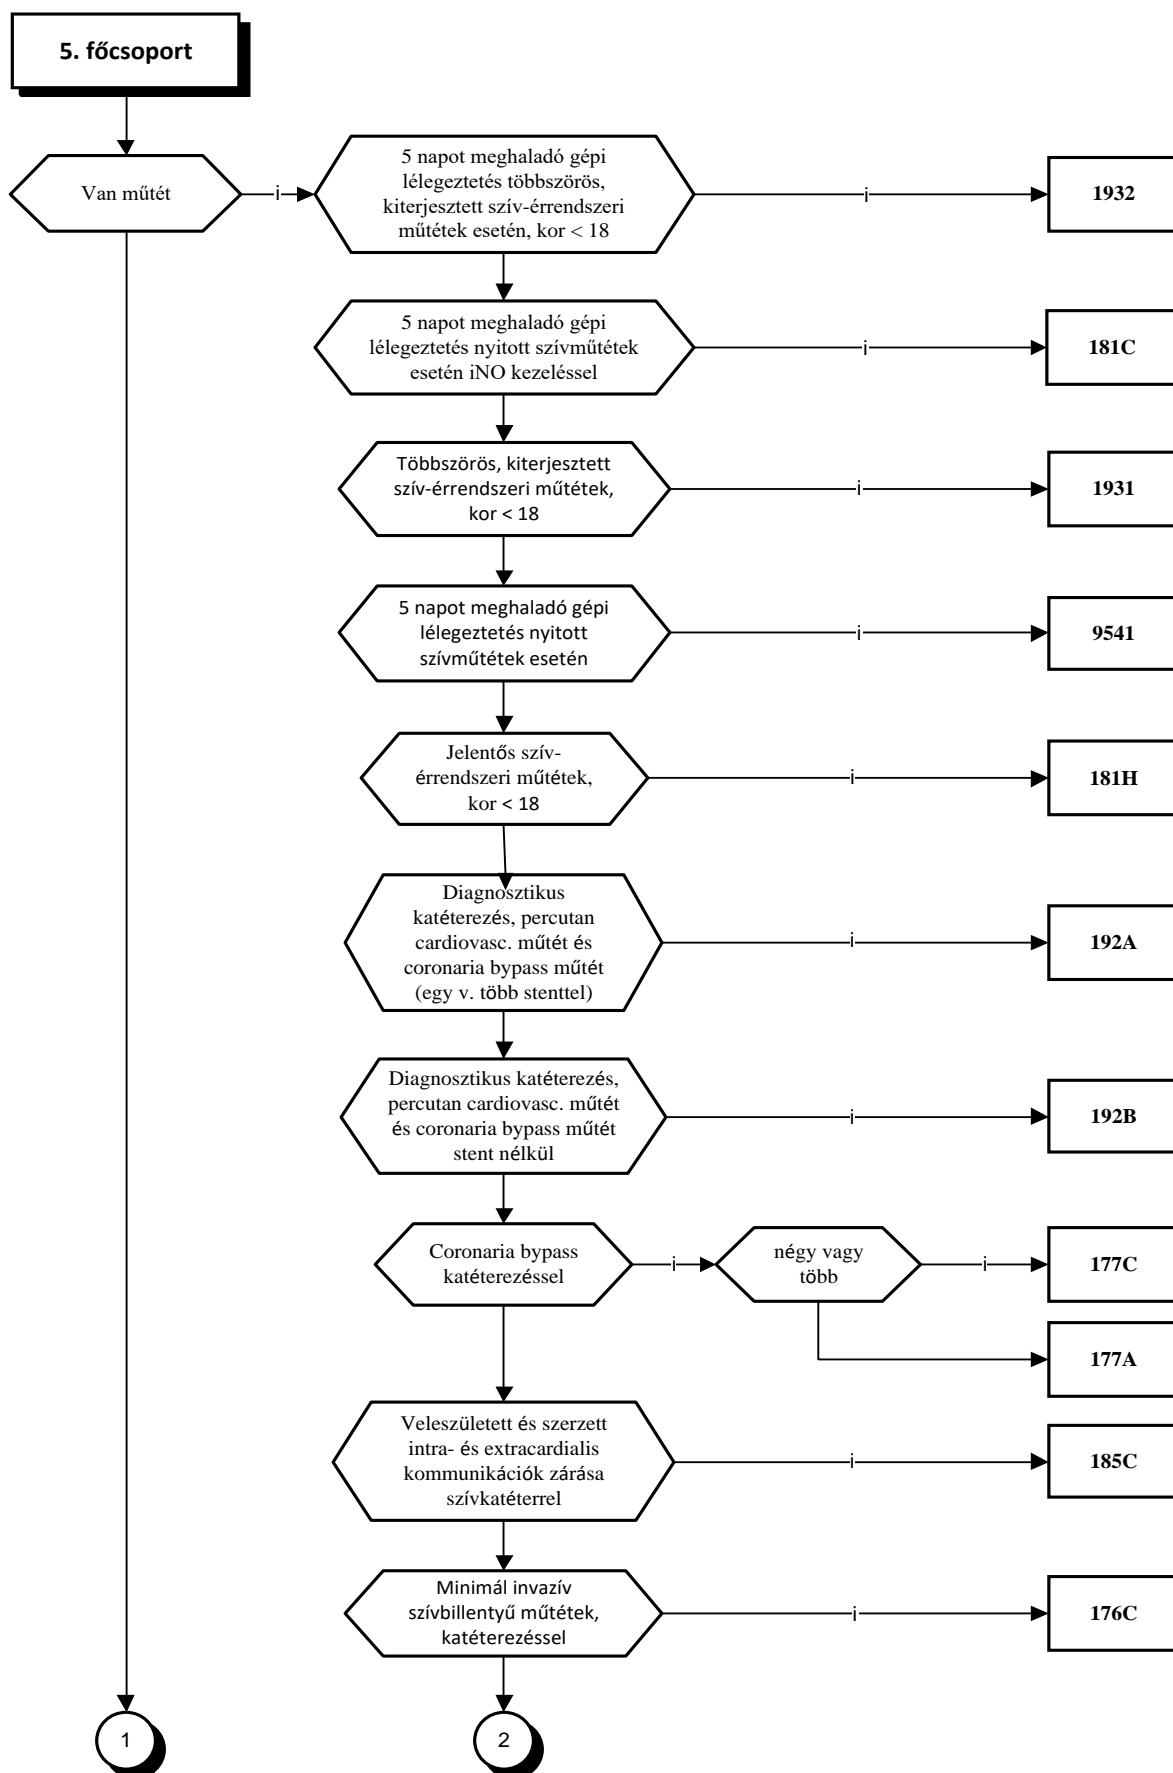 5. főcsoport
Van műtét
i
5 napot meghaladó gépi
lélegeztetés többszörös,
kiterjesztett szív-érrendszeri
műtétek esetén, kor < 18
i
1932
5 napot meghaladó gépi
lélegeztetés nyitott szívműtétek
esetén iNO kezeléssel
i
181C
Többszörös, kiterjesztett
szív-érrendszeri műtétek,
kor < 18
i
1931
5 napot meghaladó gépi
lélegeztetés nyitott
szívműtétek esetén
i
9541
Jelentős szív-
érrendszeri műtétek,
kor < 18
i
181H
Diagnosztikus
katéterezés, percutan
cardiovasc. műtét és
coronaria bypass műtét
(egy v. több stenttel)
i
192A
Diagnosztikus katéterezés,
percutan cardiovasc. műtét
és coronaria bypass műtét
stent nélkül
i
192B
Coronaria bypass
katéterezéssel
i
négy vagy
több
i
177C
177A
Veleszületett és szerzett
intra- és extracardialis
kommunikációk zárása
szívkatéterrel
i
185C
Minimál invazív
szívbillentyű műtétek,
katéterezéssel
i
176C
1
2